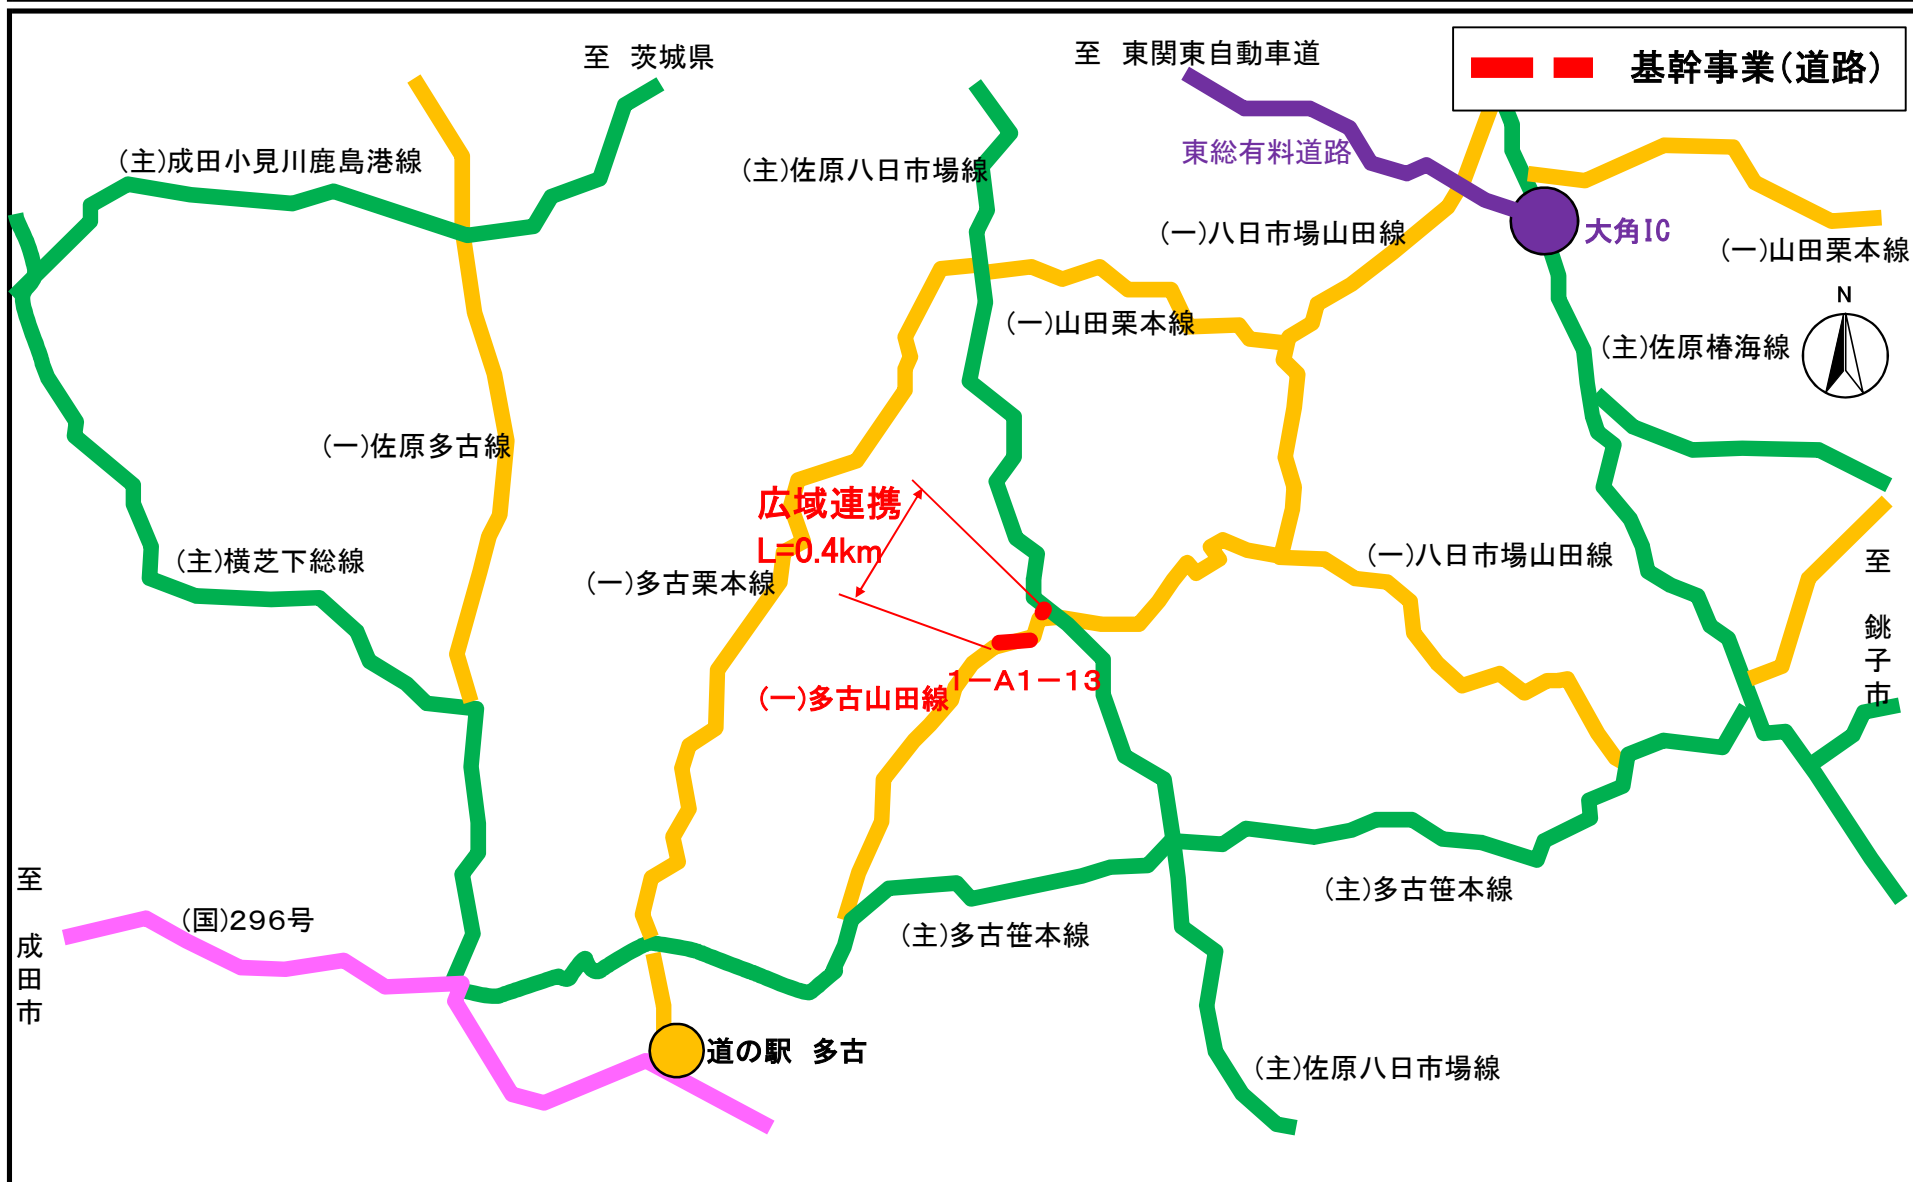 至　茨城県
至　東関東自動車道
基幹事業(道路)
(主)成田小見川鹿島港線
(主)佐原八日市場線
東総有料道路
(一)八日市場山田線
大角IC
(一)山田栗本線
N
(一)山田栗本線
(主)佐原椿海線
(一)佐原多古線
広域連携
L=0.4km
(主)横芝下総線
(一)多古栗本線
(一)八日市場山田線
至　銚子市
1－A1－13
(一)多古山田線
至　成田市
(国)296号
(主)多古笹本線
(主)多古笹本線
道の駅　多古
(主)佐原八日市場線